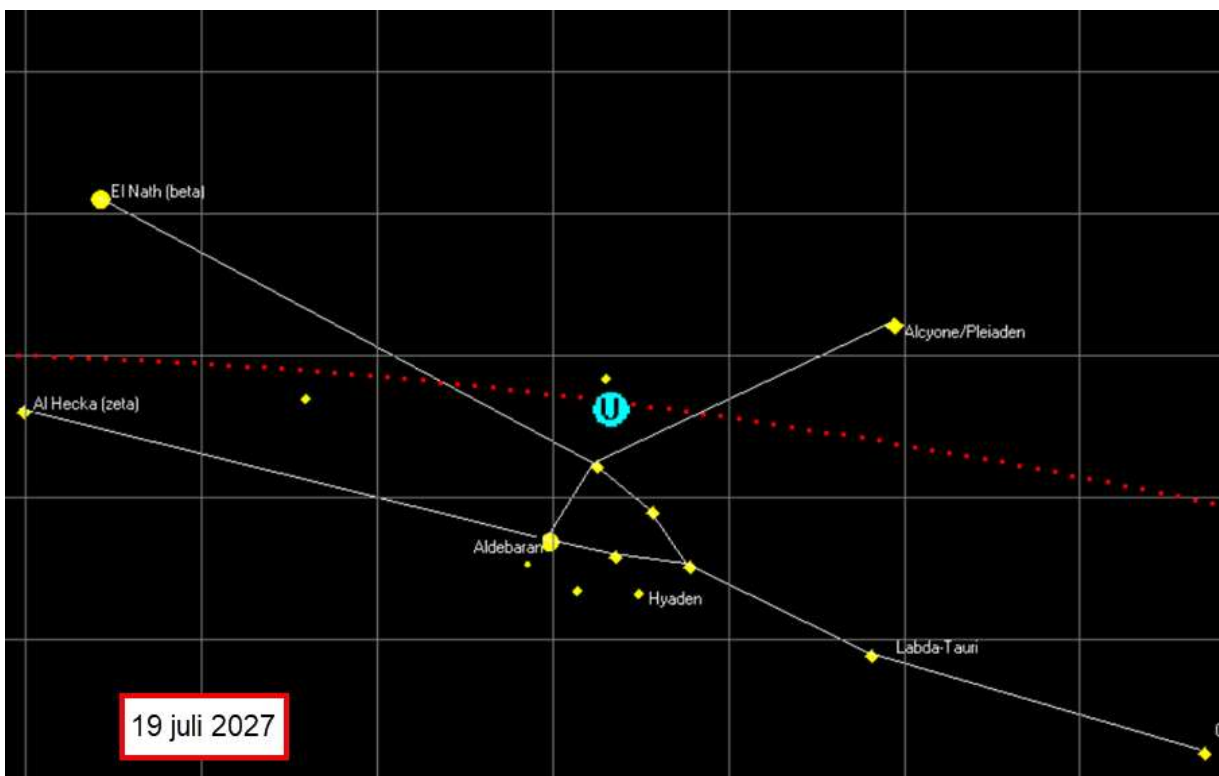 El Nath (beta)
Alcyone/Pleiaden
Al Hecka (zeta)
U
Aldebaran
Hyaden
Labda-Tauri
19 juli 2027